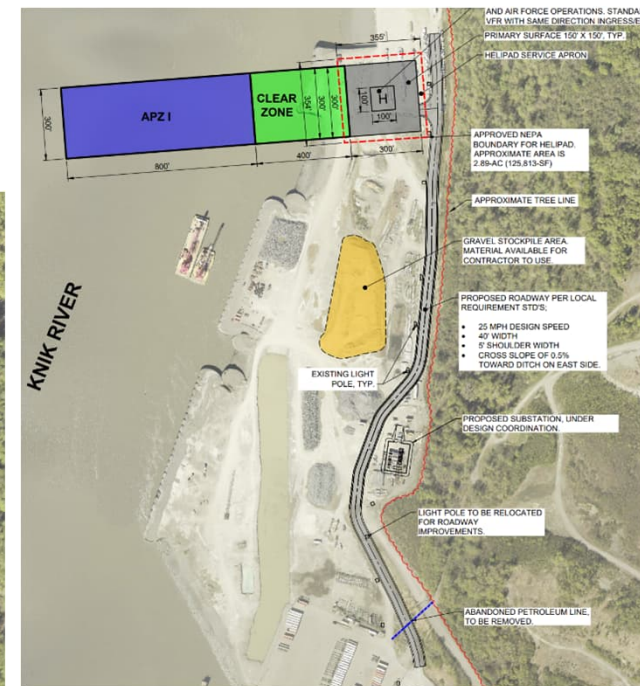 AND AIR FORCE OPERATIONS. STANDA
VFR WITH SAME DIRECTION INGRESS/E
PRIMARY SURFACE 150' X 150', TYP.
HELIPAD SERVICE APRON
355'
300'
APZ I
CLEAR
ZONE
354'
300'
300'
100'
H
100'
800'
400'
300'
APPROVED NEPA
BOUNDARY FOR HELIPAD.
APPROXIMATE AREA IS
2.89-AC (125,813-SF)
APPROXIMATE TREE LINE
GRAVEL STOCKPILE AREA.
MATERIAL AVAILABLE FOR
CONTRACTOR TO USE.
KNIK RIVER
PROPOSED ROADWAY PER LOCAL
REQUIREMENT STD'S;
• 25 MPH DESIGN SPEED
• 40' WIDTH
• 5' SHOULDER WIDTH
• CROSS SLOPE OF 0.5%
TOWARD DITCH ON EAST SIDE.
EXISTING LIGHT
POLE, TYP.
PROPOSED SUBSTATION, UNDER
DESIGN COORDINATION.
LIGHT POLE TO BE RELOCATED
FOR ROADWAY
IMPROVEMENTS.
ABANDONED PETROLEUM LINE,
TO BE REMOVED.